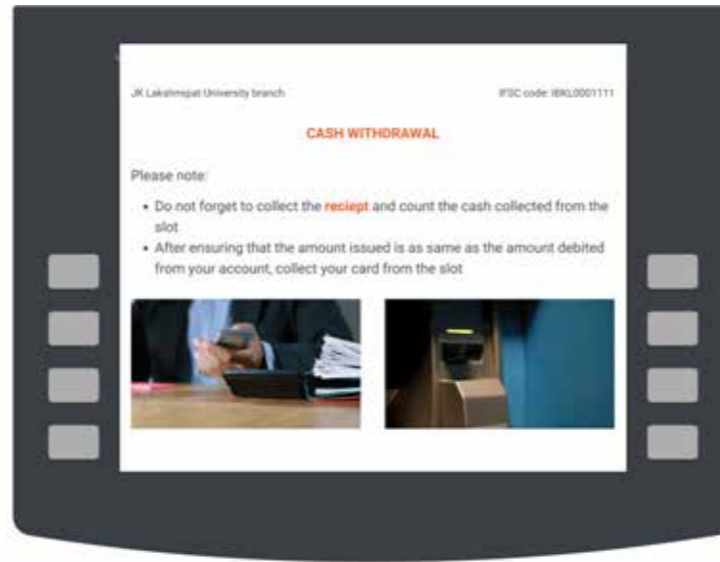 JK Lakshmipat University branch
IFSC code: IBKL0001111
CASH WITHDRAWAL
Please note:
• Do not forget to collect the reciept and count the cash collected from the
slot
• After ensuring that the amount issued is as same as the amount debited
from your account, collect your card from the slot